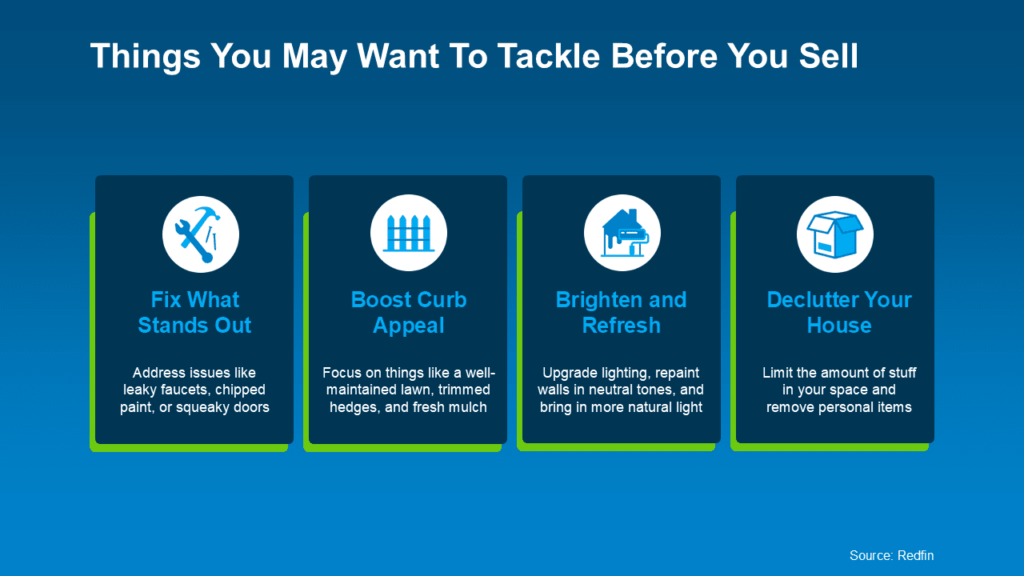 Things You May Want To Tackle Before You Sell
Fix What
Stands Out
Address issues like
leaky faucets, chipped
paint, or squeaky doors
Boost Curb
Appeal
Focus on things like a well-
maintained lawn, trimmed
hedges, and fresh mulch
Brighten and
Refresh
Upgrade lighting, repaint
walls in neutral tones, and
bring in more natural light
Declutter Your
House
Limit the amount of stuff
in your space and
remove personal items
Source: Redfin